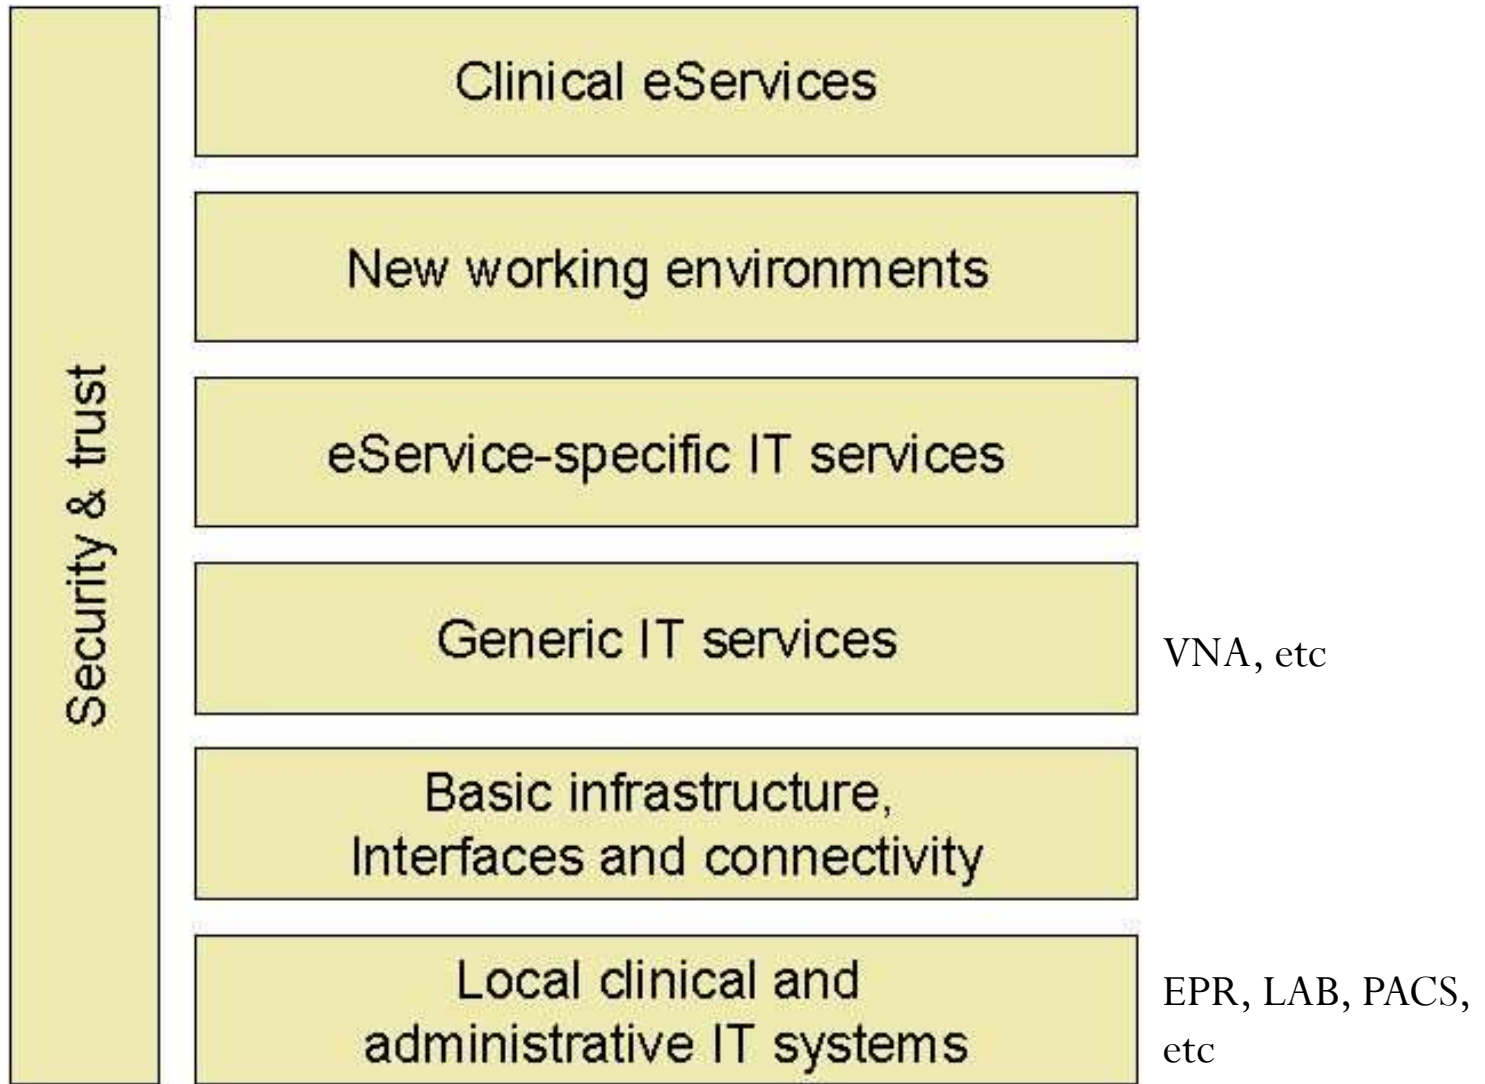 Security & trust
Clinical eServices
New working environments
eService-specific IT services
Generic IT services
VNA, etc
Basic infrastructure,
Interfaces and connectivity
Local clinical and
administrative IT systems
EPR, LAB, PACS,
etc